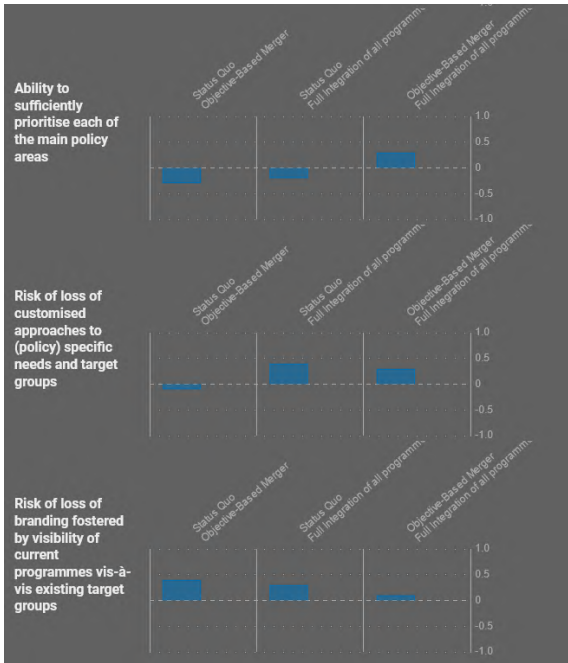 Status Quo
Objective-Based Merger
Status Quo
Full Integration of all programm
Objective-Based Merger
Full Integration of all programm
Ability to
sufficiently
prioritise each of
the main policy
areas
1.0
0.5
0
-0.5
-1.0
Status Quo
Objective-Based Merger
Status Quo
Full Integration of all programm
Objective-Based Merger
Full Integration of all programm
Risk of loss of
customised
approaches to
(policy) specific
needs and target
groups
1.0
0.5
0
-0.5
-1.0
Status Quo
Objective-Based Merger
Status Quo
Full Integration of all programm
Objective-Based Merger
Full Integration of all programm
Risk of loss of
branding fostered
by visibility of
current
programmes vis-à-
vis existing target
groups
1.0
0.5
0
-0.5
-1.0